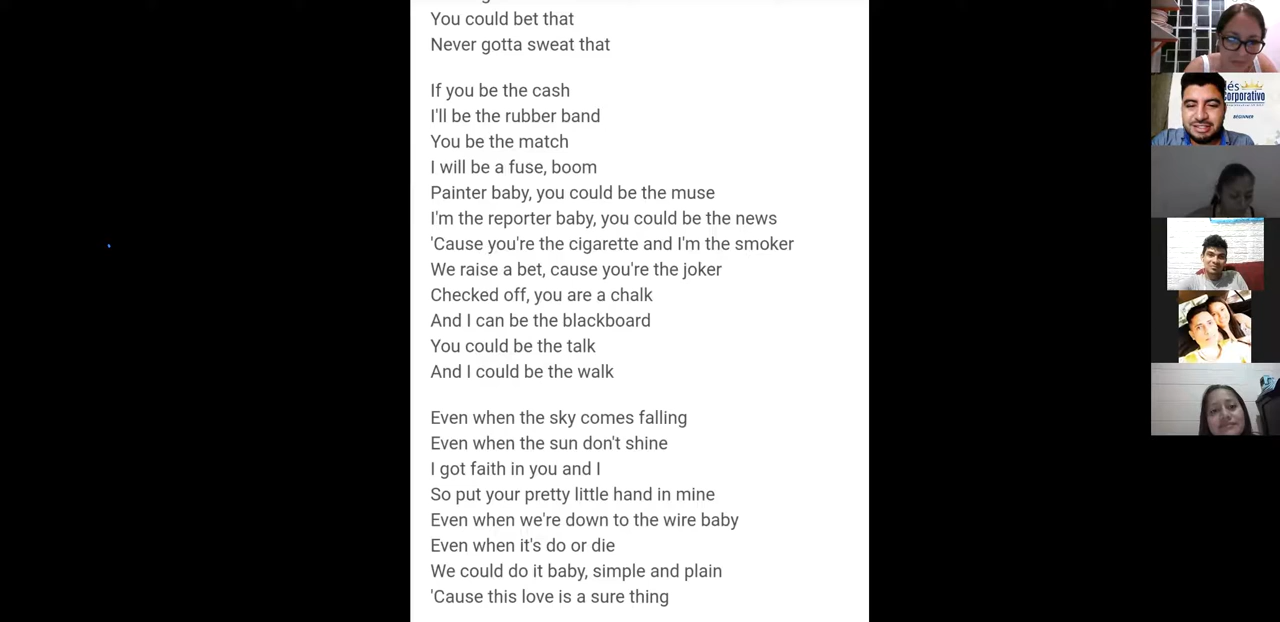 You could bet that
Never gotta sweat that
If you be the cash
I'll be the rubber band
You be the match
I will be a fuse, boom
Painter baby, you could be the muse
I'm the reporter baby, you could be the news
'Cause you're the cigarette and I'm the smoker
We raise a bet, cause you're the joker
Checked off, you are a chalk
And I can be the blackboard
You could be the talk
And I could be the walk
Even when the sky comes falling
Even when the sun don't shine
I got faith in you and I
So put your pretty little hand in mine
Even when we're down to the wire baby
Even when it's do or die
We could do it baby, simple and plain
'Cause this love is a sure thing
lés
corporativo
BEGINNER